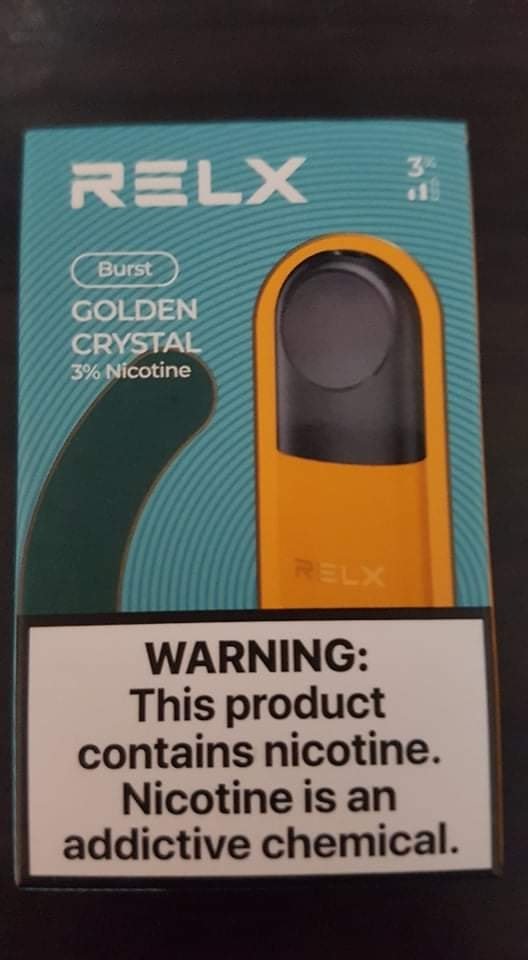 RELX
3%
Burst
GOLDEN
CRYSTAL
3% Nicotine
RELX
WARNING:
This product
contains nicotine.
Nicotine is an
addictive chemical.